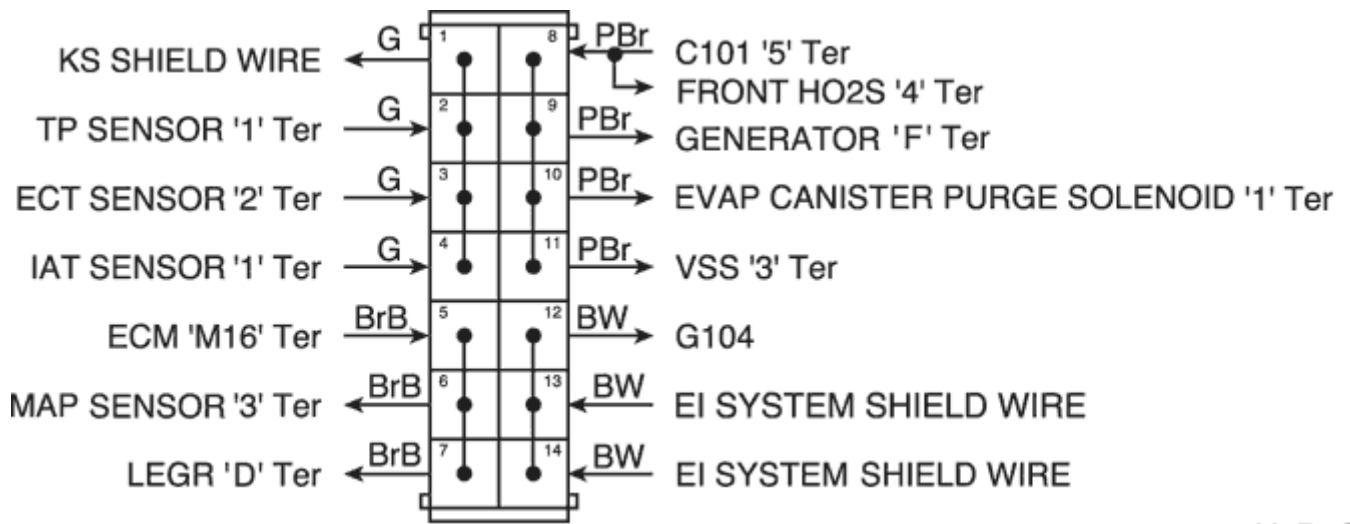 KS SHIELD WIRE G 1 8 PBr C101 '5' Ter
FRONT HO2S '4' Ter
TP SENSOR '1' Ter G 2 9 PBr GENERATOR 'F' Ter
ECT SENSOR '2' Ter G 3 10 PBr EVAP CANISTER PURGE SOLENOID '1' Ter
IAT SENSOR '1' Ter G 4 11 PBr VSS '3' Ter
ECM 'M16' Ter BrB 5 12 BW G104
MAP SENSOR '3' Ter BrB 6 13 BW EI SYSTEM SHIELD WIRE
LEGR 'D' Ter BrB 7 14 BW EI SYSTEM SHIELD WIRE